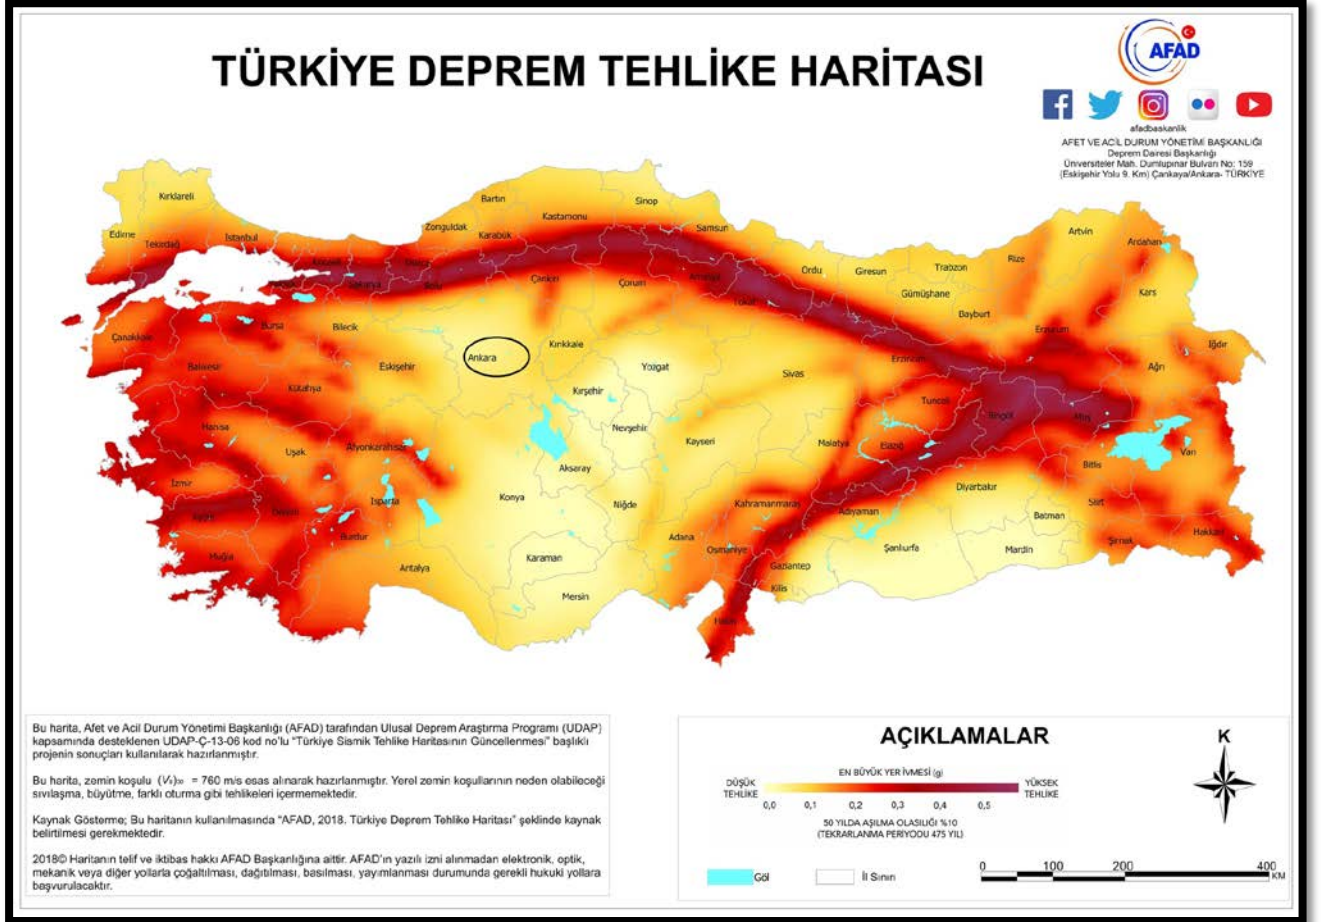 TÜRKİYE DEPREM TEHLİKE HARİTASI
AFAD
afadbaskanlik
AFET VE ACİL DURUM YÖNETİMİ BAŞKANLIĞI
Deprem Dairesi Başkanlığı
Üniversiteler Mah. Dumlupınar Bulvarı No: 159
(Eskişehir Yolu 9. Km) Çankaya/Ankara- TÜRKİYE
Kırklareli
Edirne
Tekirdağ
İstanbul
Zonguldak
Bartın
Karabük
Kastamonu
Sinop
Samsun
Ordu
Giresun
Trabzon
Rize
Artvin
Ardahan
Kars
Gümüşhane
Bayburt
Erzurum
Iğdır
Ağrı
Sakarya
Bolu
Çankırı
Çorum
Amasya
Tokat
Çanakkale
Bursa
Bilecik
Balıkesir
Kütahya
Eskişehir
Ankara
Kırıkkale
Yozgat
Kırşehir
Sivas
Erzincan
Tunceli
Bingöl
Muş
Manisa
Uşak
Afyonkarahisar
Nevşehir
Kayseri
Malatya
Elazığ
Bitlis
Van
İzmir
Aydın
Denizli
Isparta
Burdur
Konya
Aksaray
Niğde
Kahramanmaraş
Adıyaman
Diyarbakır
Batman
Siirt
Şırnak
Hakkari
Muğla
Antalya
Karaman
Mersin
Adana
Osmaniye
Gaziantep
Kilis
Hatay
Şanlıurfa
Mardin
Bu harita, Afet ve Acil Durum Yönetimi Başkanlığı (AFAD) tarafından Ulusal Deprem Araştırma Programı (UDAP)
kapsamında desteklenen UDAP-Ç-13-06 kod no'lu "Türkiye Sismik Tehlike Haritasının Güncellenmesi" başlıklı
projenin sonuçları kullanılarak hazırlanmıştır.
Bu harita, zemin koşulu (Vs)30 = 760 m/s esas alınarak hazırlanmıştır. Yerel zemin koşullarının neden olabileceği
sıvılaşma, büyütme, farklı oturma gibi tehlikeleri içermemektedir.
Kaynak Gösterme; Bu haritanın kullanılmasında "AFAD, 2018. Türkiye Deprem Tehlike Haritası" şeklinde kaynak
belirtilmesi gerekmektedir.
2018© Haritanın telif ve iktibas hakkı AFAD Başkanlığına aittir. AFAD'ın yazılı izni alınmadan elektronik, optik,
mekanik veya diğer yollarla çoğaltılması, dağıtılması, basılması, yayımlanması durumunda gerekli hukuki yollara
başvurulacaktır.
AÇIKLAMALAR
EN BÜYÜK YER İVMESİ (g)
DÜŞÜK
TEHLİKE
YÜKSEK
TEHLİKE
0,0 0,1 0,2 0,3 0,4 0,5
50 YILDA AŞILMA OLASILIĞI %10
(TEKRARLANMA PERİYODU 475 YIL)
Göl
İl Sınırı
K
0 100 200 400
KM